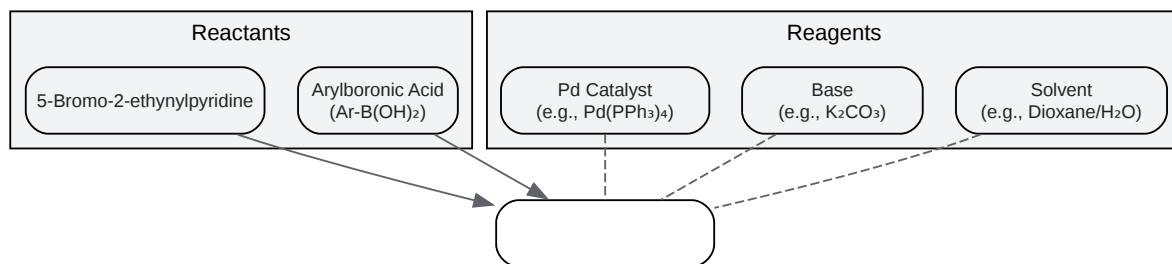 Reactants
Reagents
5-Bromo-2-ethynylpyridine
Arylboronic Acid
(Ar-B(OH)₂)
Pd Catalyst
(e.g., Pd(PPh₃)₄)
Base
(e.g., K₂CO₃)
Solvent
(e.g., Dioxane/H₂O)